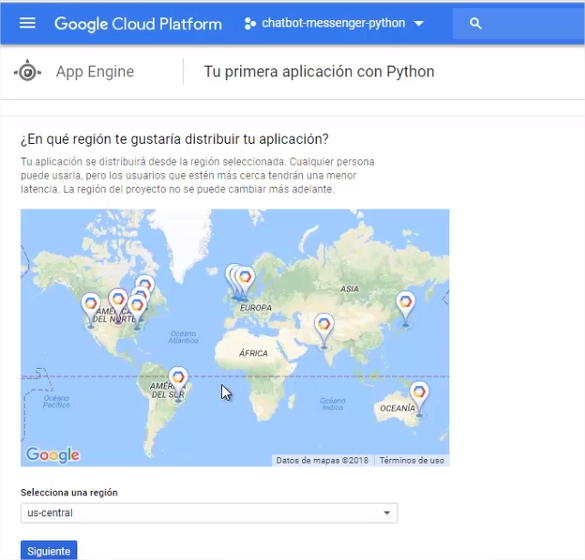 Google Cloud Platform
chatbot-messenger-python
App Engine
Tu primera aplicación con Python
¿En qué región te gustaría distribuir tu aplicación?
Tu aplicación se distribuirá desde la región seleccionada. Cualquier persona
puede usarla, pero los usuarios que estén más cerca tendrán una menor
latencia. La región del proyecto no se puede cambiar más adelante.
AMÉRICA
DEL NORTE
EUROPA
ASIA
Océano
Atlántico
ÁFRICA
AMÉRICA
DEL SUR
Océano
Pacífico
Océano
Índico
OCEANÍA
Google
Datos de mapas ©2018
Términos de uso
Selecciona una región
us-central
Siguiente